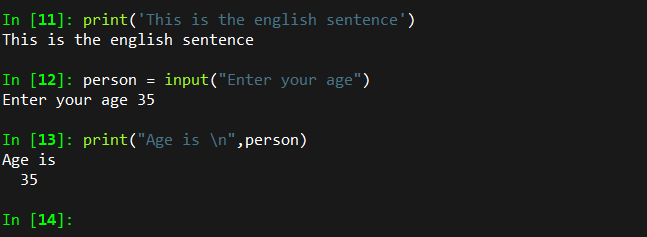 In [11]: print('This is the english sentence')
This is the english sentence
In [12]: person = input("Enter your age")
Enter your age 35
In [13]: print("Age is \n",person)
Age is
  35
In [14]: